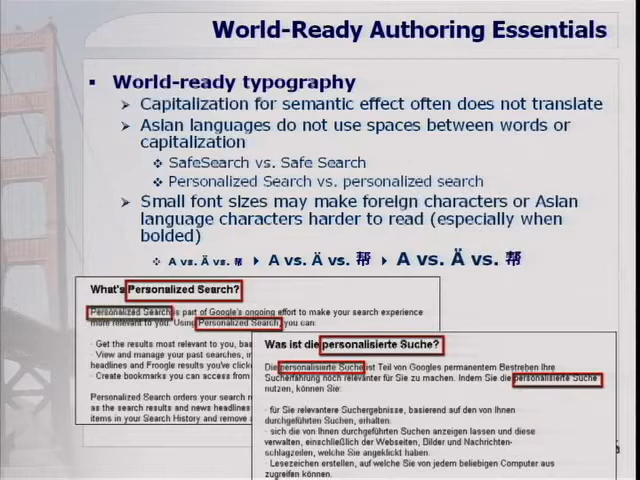 World-Ready Authoring Essentials
▪ World-ready typography
➢ Capitalization for semantic effect often does not translate
➢ Asian languages do not use spaces between words or
capitalization
❖ SafeSearch vs. Safe Search
❖ Personalized Search vs. personalized search
➢ Small font sizes may make foreign characters or Asian
language characters harder to read (especially when
bolded)
❖ A vs. Ä vs. 帮 ▸ A vs. Ä vs. 帮 ▸ A vs. Ä vs. 帮
What's Personalized Search?
Personalized Search is part of Google's ongoing effort to make your search experience
more relevant to you. Using Personalized Search, you can:
· Get the results most relevant to you, bas
· View and manage your past searches, in
headlines and Froogle results you've clicke
· Create bookmarks you can access from
Personalized Search orders your search r
as the search results and news headlines
items in your Search History and remove a
Was ist die personalisierte Suche?
Die personalisierte Suche ist Teil von Googles permanentem Bestreben Ihre
Sucherfahrung noch relevanter für Sie zu machen. Indem Sie die personalisierte Suche
nutzen, können Sie:
· für Sie relevantere Suchergebnisse, basierend auf den von Ihnen
durchgeführten Suchen, erhalten.
· sich die von Ihnen durchgeführten Suchen anzeigen lassen und diese
verwalten, einschließlich der Webseiten, Bilder und Nachrichten-
schlagzeilen, welche Sie angeklickt haben.
· Lesezeichen erstellen, auf welche Sie von jedem beliebigen Computer aus
zugreifen können.